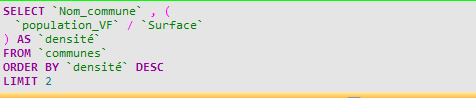 SELECT `Nom_commune` , (
`population_VF` / `Surface`
) AS `densité`
FROM `communes`
ORDER BY `densité` DESC
LIMIT 2